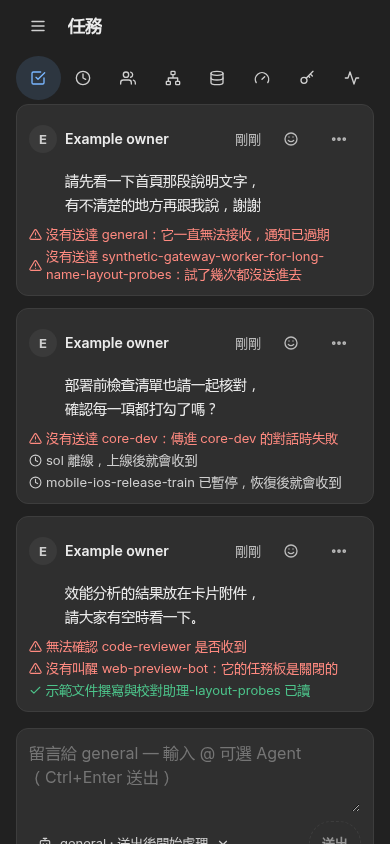 任務
E Example owner 剛剛
請先看一下首頁那段說明文字，
有不清楚的地方再跟我說，謝謝
沒有送達 general：它一直無法接收，通知已過期
沒有送達 synthetic-gateway-worker-for-long-
name-layout-probes：試了幾次都沒送進去
E Example owner 剛剛
部署前檢查清單也請一起核對，
確認每一項都打勾了嗎？
沒有送達 core-dev：傳進 core-dev 的對話時失敗
sol 離線，上線後就會收到
mobile-ios-release-train 已暫停，恢復後就會收到
E Example owner 剛剛
效能分析的結果放在卡片附件，
請大家有空時看一下。
無法確認 code-reviewer 是否收到
沒有叫醒 web-preview-bot：它的任務板是關閉的
示範文件撰寫與校對助理-layout-probes 已讀
留言給 general — 輸入 @ 可選 Agent
（Ctrl+Enter 送出）
general · 送出後開始處理 送出